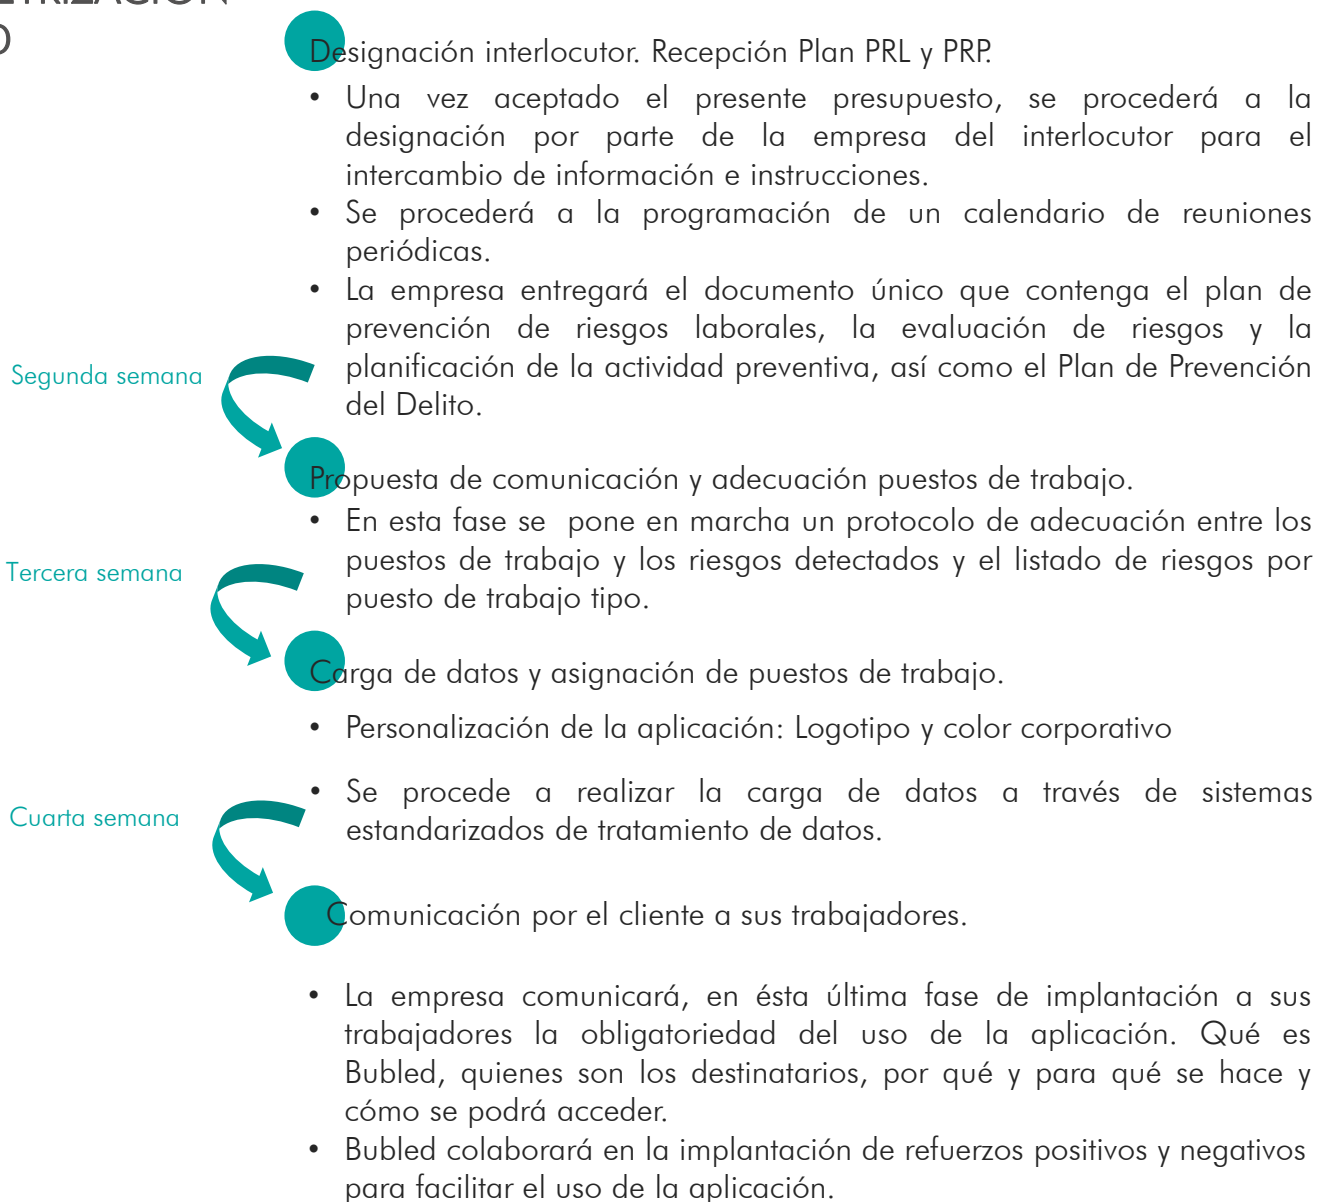 Designación interlocutor. Recepción Plan PRL y PRP.
• Una vez aceptado el presente presupuesto, se procederá a la
designación por parte de la empresa del interlocutor para el
intercambio de información e instrucciones.
• Se procederá a la programación de un calendario de reuniones
periódicas.
• La empresa entregará el documento único que contenga el plan de
prevención de riesgos laborales, la evaluación de riesgos y la
planificación de la actividad preventiva, así como el Plan de Prevención
del Delito.
Segunda semana
Propuesta de comunicación y adecuación puestos de trabajo.
• En esta fase se  pone en marcha un protocolo de adecuación entre los
puestos de trabajo y los riesgos detectados y el listado de riesgos por
puesto de trabajo tipo.
Tercera semana
Carga de datos y asignación de puestos de trabajo.
• Personalización de la aplicación: Logotipo y color corporativo
• Se procede a realizar la carga de datos a través de sistemas
estandarizados de tratamiento de datos.
Cuarta semana
Comunicación por el cliente a sus trabajadores.
• La empresa comunicará, en ésta última fase de implantación a sus
trabajadores la obligatoriedad del uso de la aplicación. Qué es
Bubled, quienes son los destinatarios, por qué y para qué se hace y
cómo se podrá acceder.
• Bubled colaborará en la implantación de refuerzos positivos y negativos
para facilitar el uso de la aplicación.